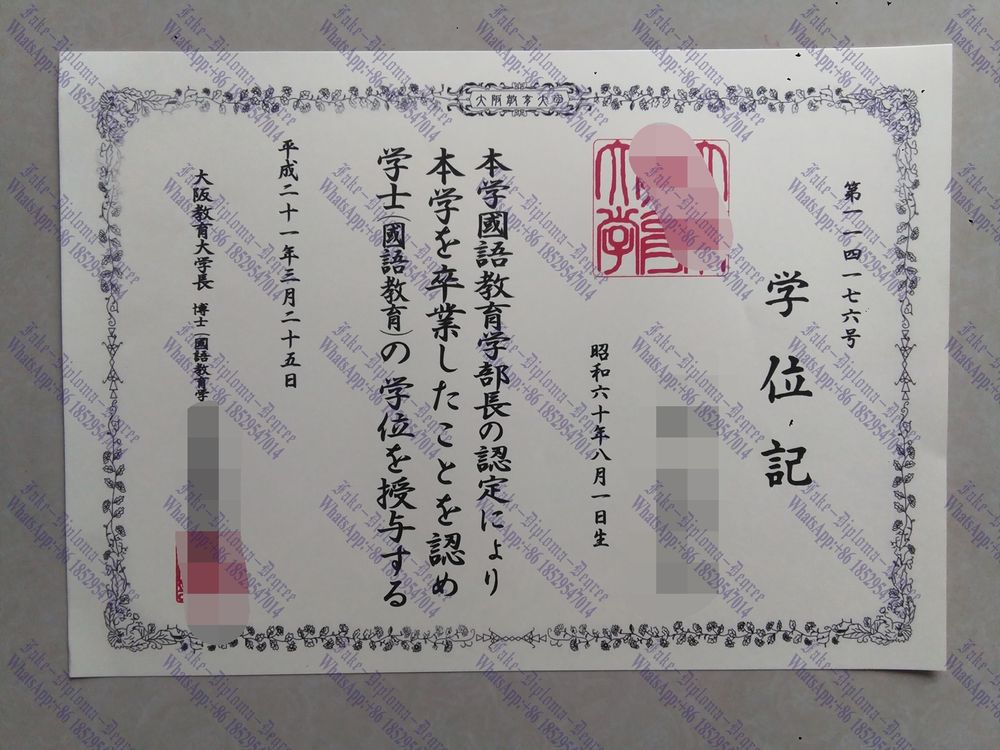 大阪教育大学
第一一四一七六号
学位記
昭和六十年八月一日生
本学國語教育学部長の認定により
本学を卒業したことを認め
学士（國語教育）の学位を授与する
平成二十一年三月二十五日
大阪教育大学長 博士（國語教育学
Fake-Diploma-Degree
WhatsApp:+86 18529547014